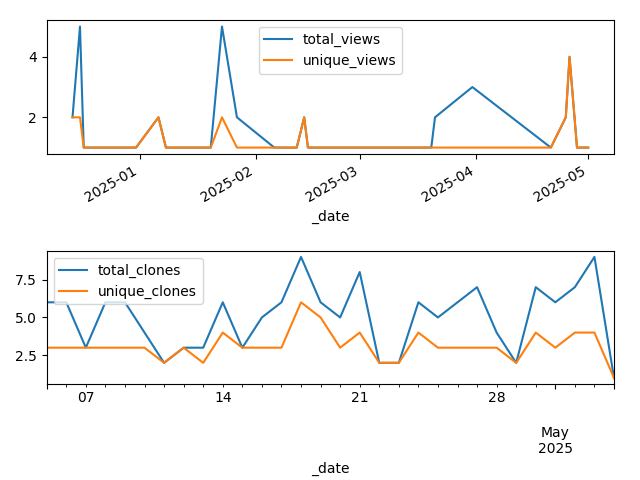 total_views
unique_views
4
2
2025-01
2025-02
2025-03
2025-04
2025-05
_date
total_clones
unique_clones
7.5
5.0
2.5
07
14
21
28
May
2025
_date